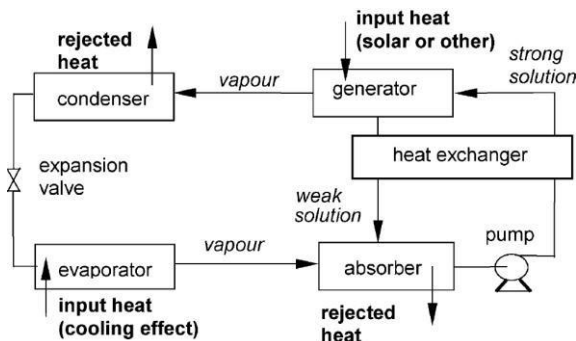 rejected
heat
input heat
(solar or other)
strong
solution
condenser
vapour
generator
heat exchanger
expansion
valve
weak
solution
vapour
pump
evaporator
absorber
input heat
(cooling effect)
rejected
heat